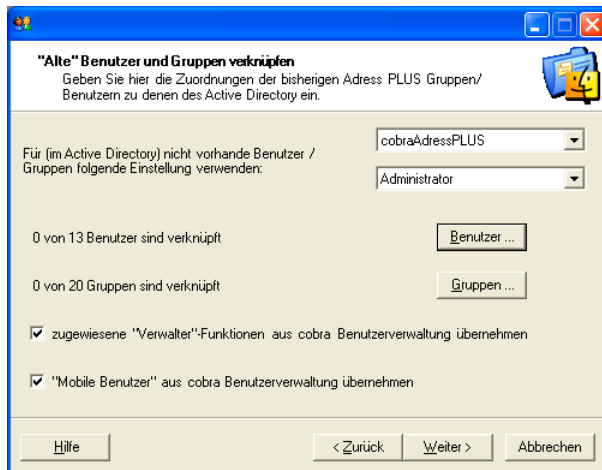 "Alte" Benutzer und Gruppen verknüpfen
Geben Sie hier die Zuordnungen der bisherigen Adress PLUS Gruppen/
Benutzern zu denen des Active Directory ein.
cobraAdressPLUS
Für (im Active Directory) nicht vorhande Benutzer /
Gruppen folgende Einstellung verwenden:
Administrator
0 von 13 Benutzer sind verknüpft
Benutzer ...
0 von 20 Gruppen sind verknüpft
Gruppen ...
zugewiesene "Verwalter"-Funktionen aus cobra Benutzerverwaltung übernehmen
"Mobile Benutzer" aus cobra Benutzerverwaltung übernehmen
Hilfe
< Zurück
Weiter >
Abbrechen